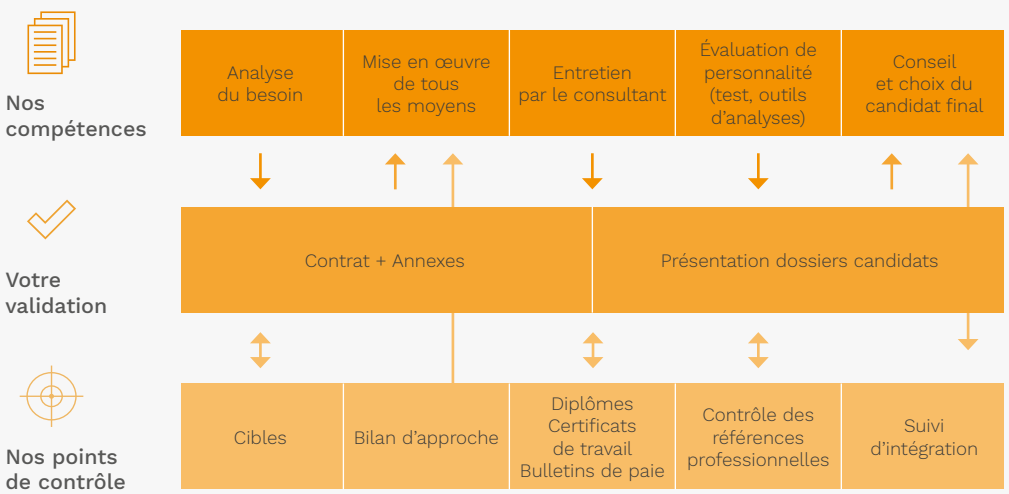 Nos
compétences
Analyse
du besoin
Mise en œuvre
de tous
les moyens
Entretien
par le consultant
Évaluation de
personnalité
(test, outils
d'analyses)
Conseil
et choix du
candidat final
Votre
validation
Contrat + Annexes
Présentation dossiers candidats
Nos points
de contrôle
Cibles
Bilan d'approche
Diplômes
Certificats
de travail
Bulletins de paie
Contrôle des
références
professionnelles
Suivi
d'intégration